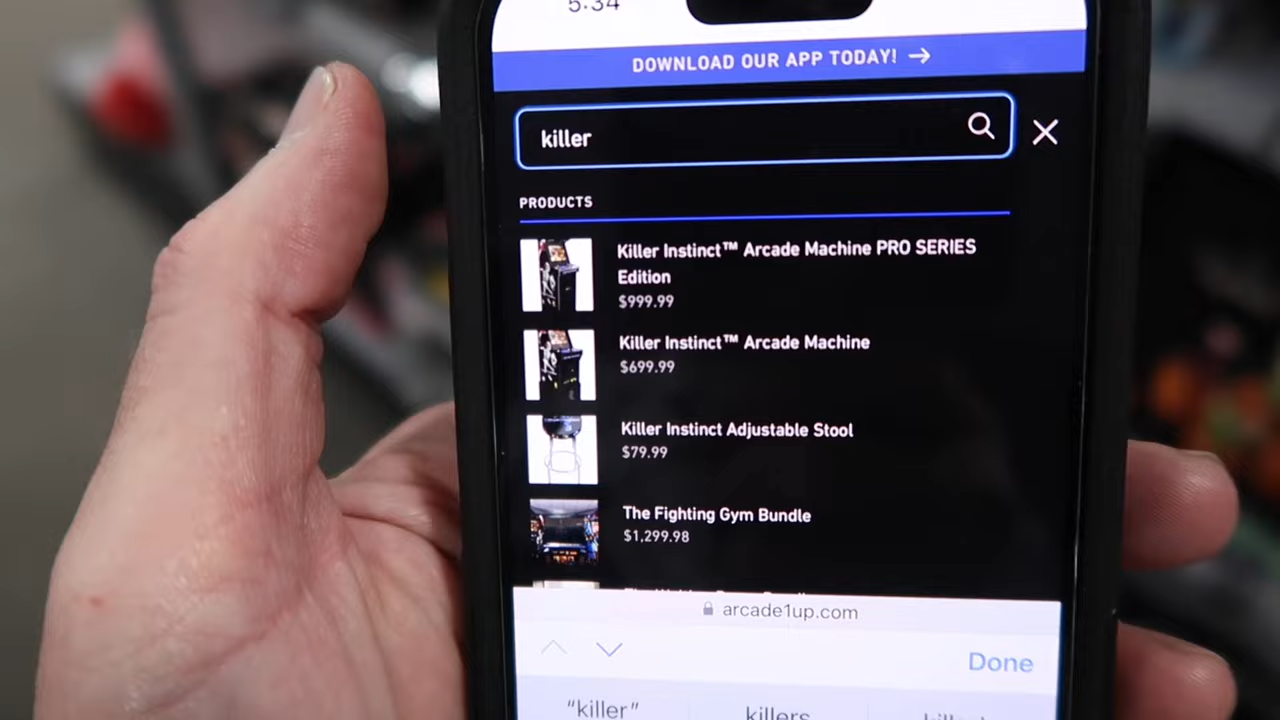 5:34
DOWNLOAD OUR APP TODAY! →
killer
PRODUCTS
Killer Instinct™ Arcade Machine PRO SERIES
Edition
$999.99
Killer Instinct™ Arcade Machine
$699.99
Killer Instinct Adjustable Stool
$79.99
The Fighting Gym Bundle
$1,299.98
arcade1up.com
Done
“killer”
killers